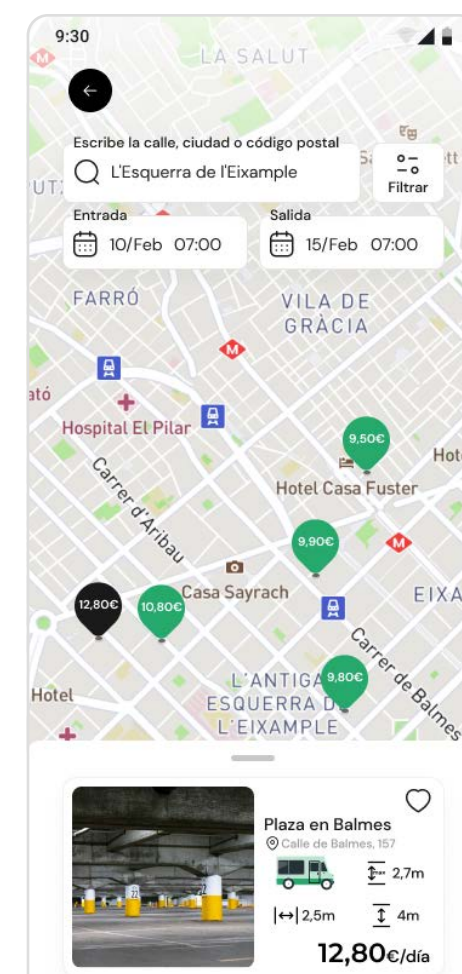 9:30
LA SALUT
Escribe la calle, ciudad o código postal
L'Esquerra de l'Eixample
Filtrar
Entrada
Salida
10/Feb 07:00
15/Feb 07:00
FARRÓ
VILA DE
GRÀCIA
M
M
Hospital El Pilar
9,50€
Hotel Casa Fuster
Carrer d'Aribau
9,90€
M
Casa Sayrach
12,80€
10,80€
Carrer de Balmes
9,80€
L'ANTIGA
ESQUERRA
L'EIXAMPLE
Hotel
Plaza en Balmes
Calle de Balmes, 157
max
2,7m
2,5m
4m
12,80€/día
22